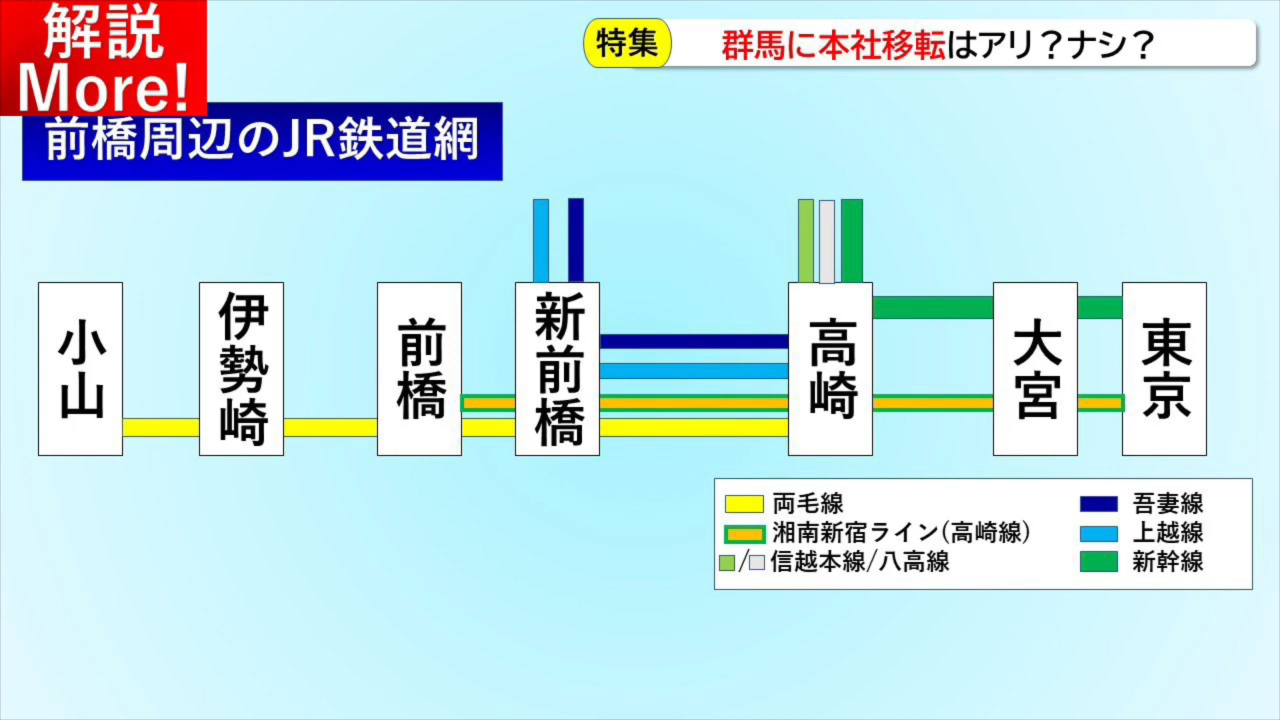 解説
More!
特集
群馬に本社移転はアリ？ナシ？
前橋周辺のJR鉄道網
小山
伊勢崎
前橋
新前橋
高崎
大宮
東京
両毛線
吾妻線
湘南新宿ライン(高崎線)
上越線
/
信越本線/八高線
新幹線